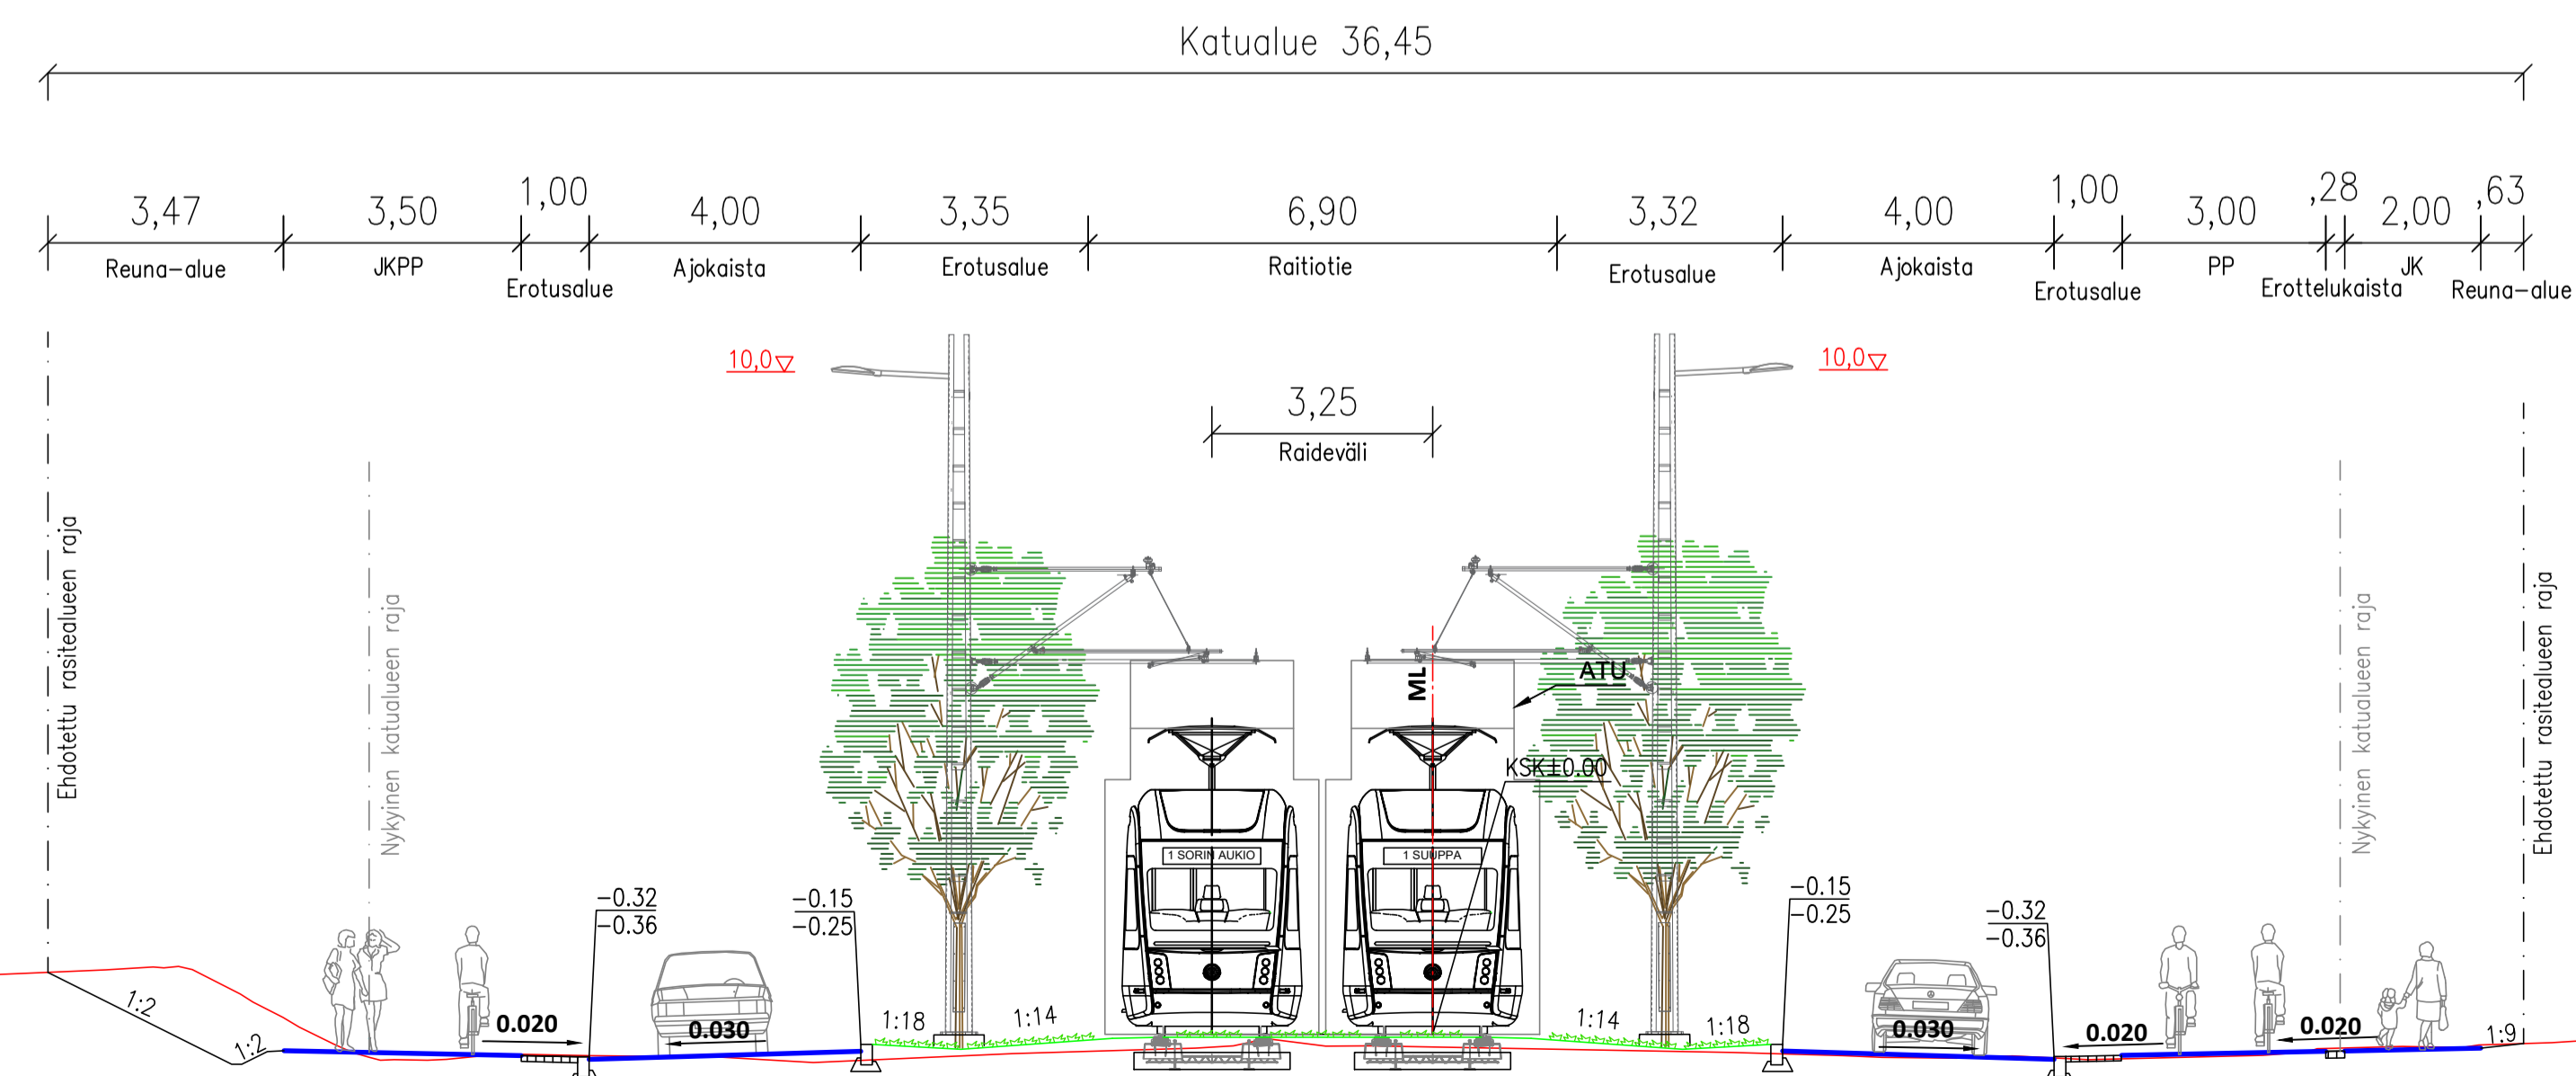 Katualue 36,45
3,47 3,50 1,00 4,00 3,35 6,90 3,32 4,00 1,00 3,00 ,28 2,00 ,63
Reuna-alue JKPP Erotusalue Ajokaista Erotusalue Raitiotie Erotusalue Ajokaista Erotusalue PP Erottelukaista JK Reuna-alue
10,0
10,0
3,25
Raideväli
Ehdotettu rasitealueen raja
Nykyinen katualueen raja
ML
ATU
KSK±0.00
Nykyinen katualueen raja
Ehdotettu rasitealueen raja
1 SORIN AUKIO
1 SUUPPA
-0.32
-0.36
-0.15
-0.25
-0.15
-0.25
-0.32
-0.36
1:2
1:2
0.020
0.030
1:18
1:14
1:14
1:18
0.030
0.020
0.020
1:9